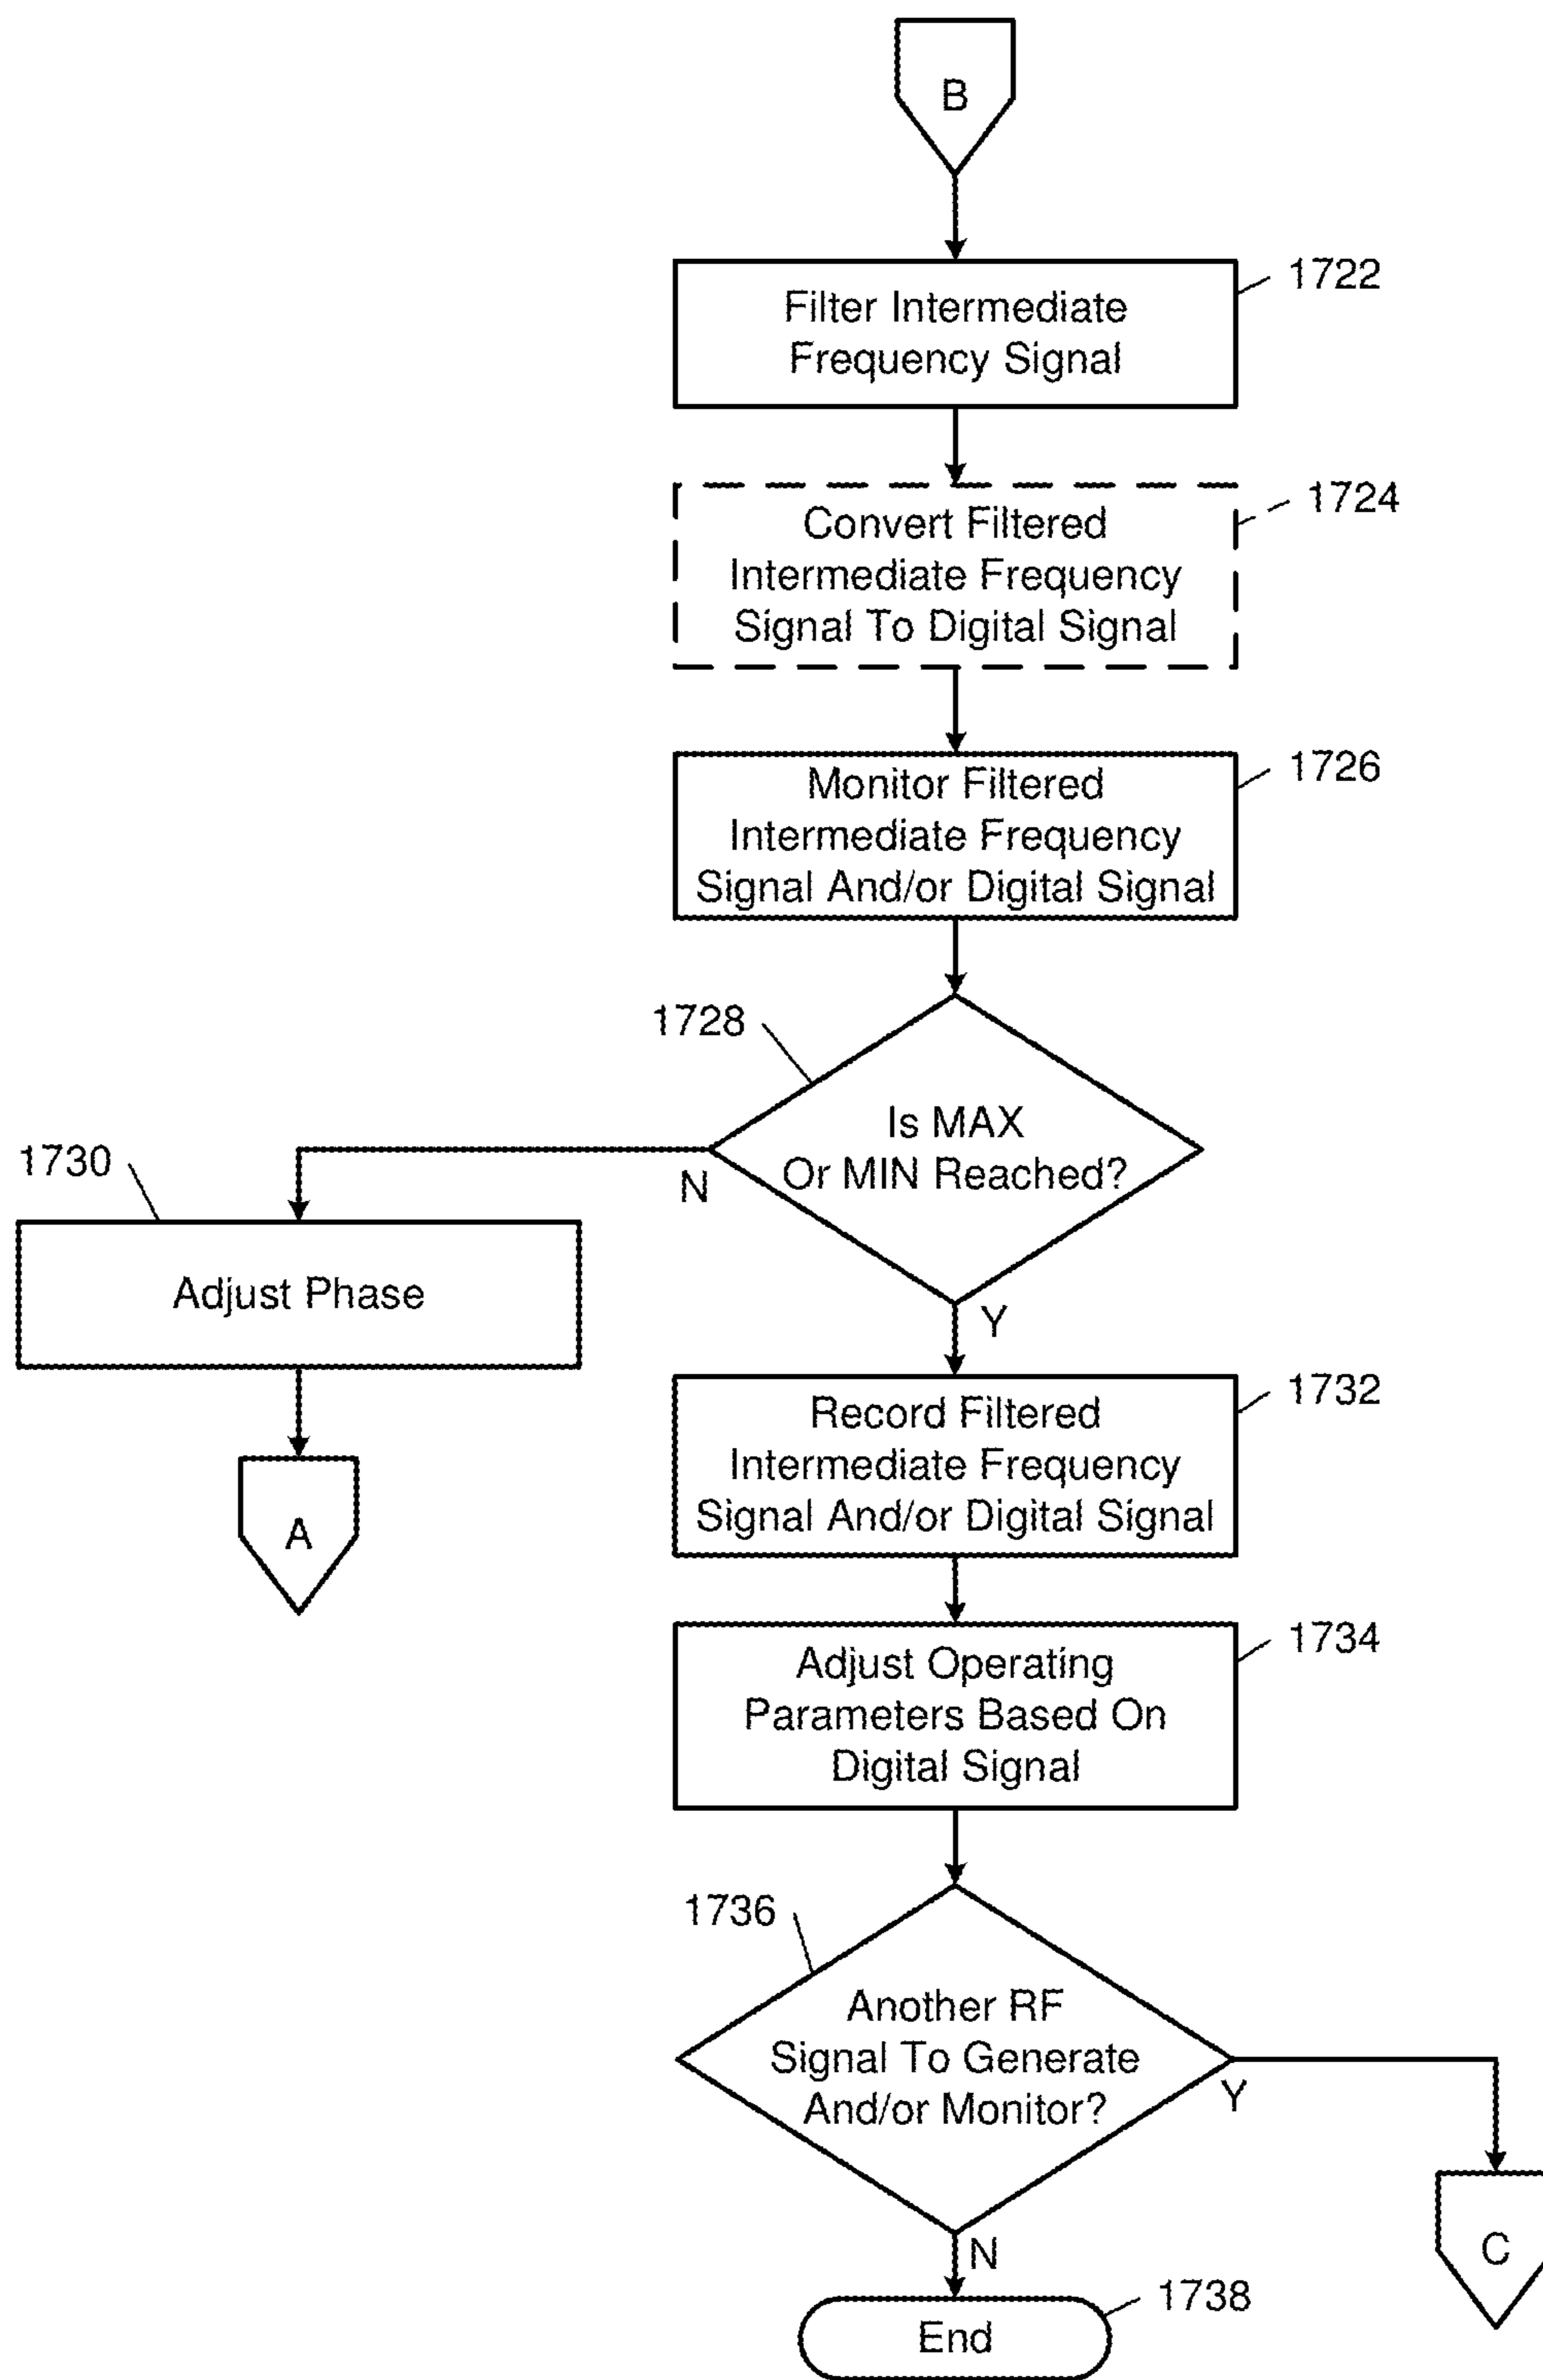 B
1722
Filter Intermediate
Frequency Signal
1724
Convert Filtered
Intermediate Frequency
Signal To Digital Signal
1726
Monitor Filtered
Intermediate Frequency
Signal And/or Digital Signal
1728
Is MAX
Or MIN Reached?
N
1730
Adjust Phase
A
Y
1732
Record Filtered
Intermediate Frequency
Signal And/or Digital Signal
1734
Adjust Operating
Parameters Based On
Digital Signal
1736
Another RF
Signal To Generate
And/or Monitor?
Y
C
N
1738
End